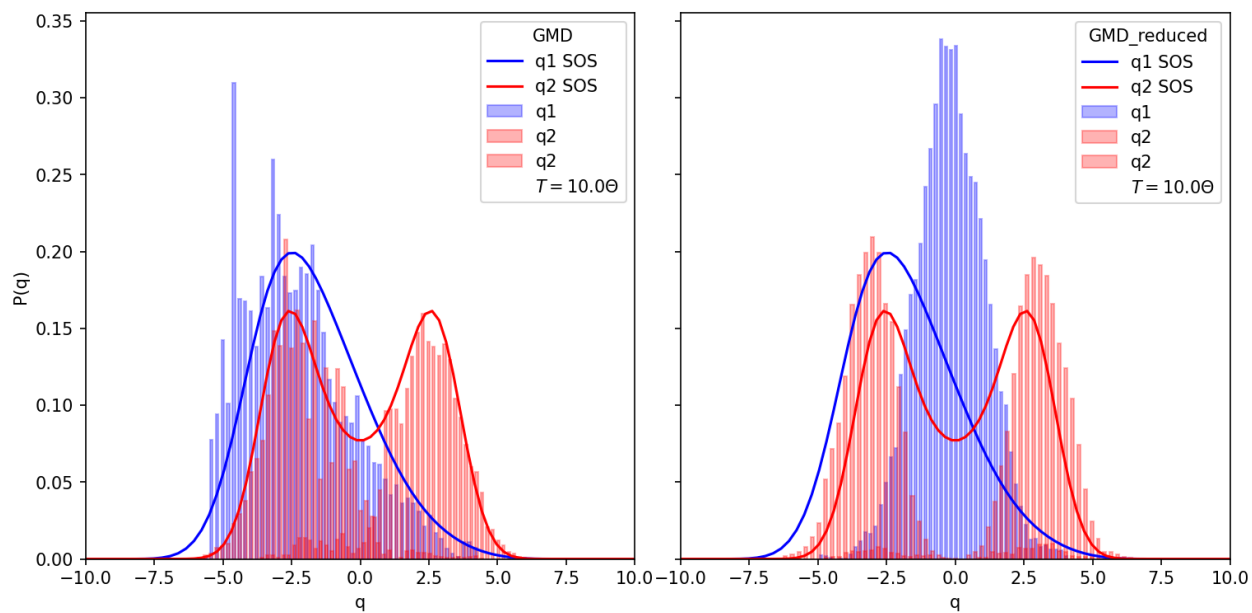 0.35
0.30
0.25
0.20
0.15
0.10
0.05
0.00
P(q)
GMD
q1 SOS
q2 SOS
q1
q2
q2
T = 10.0Θ
−10.0 −7.5 −5.0 −2.5 0.0 2.5 5.0 7.5 10.0
q
GMD_reduced
q1 SOS
q2 SOS
q1
q2
q2
T = 10.0Θ
−10.0 −7.5 −5.0 −2.5 0.0 2.5 5.0 7.5 10.0
q